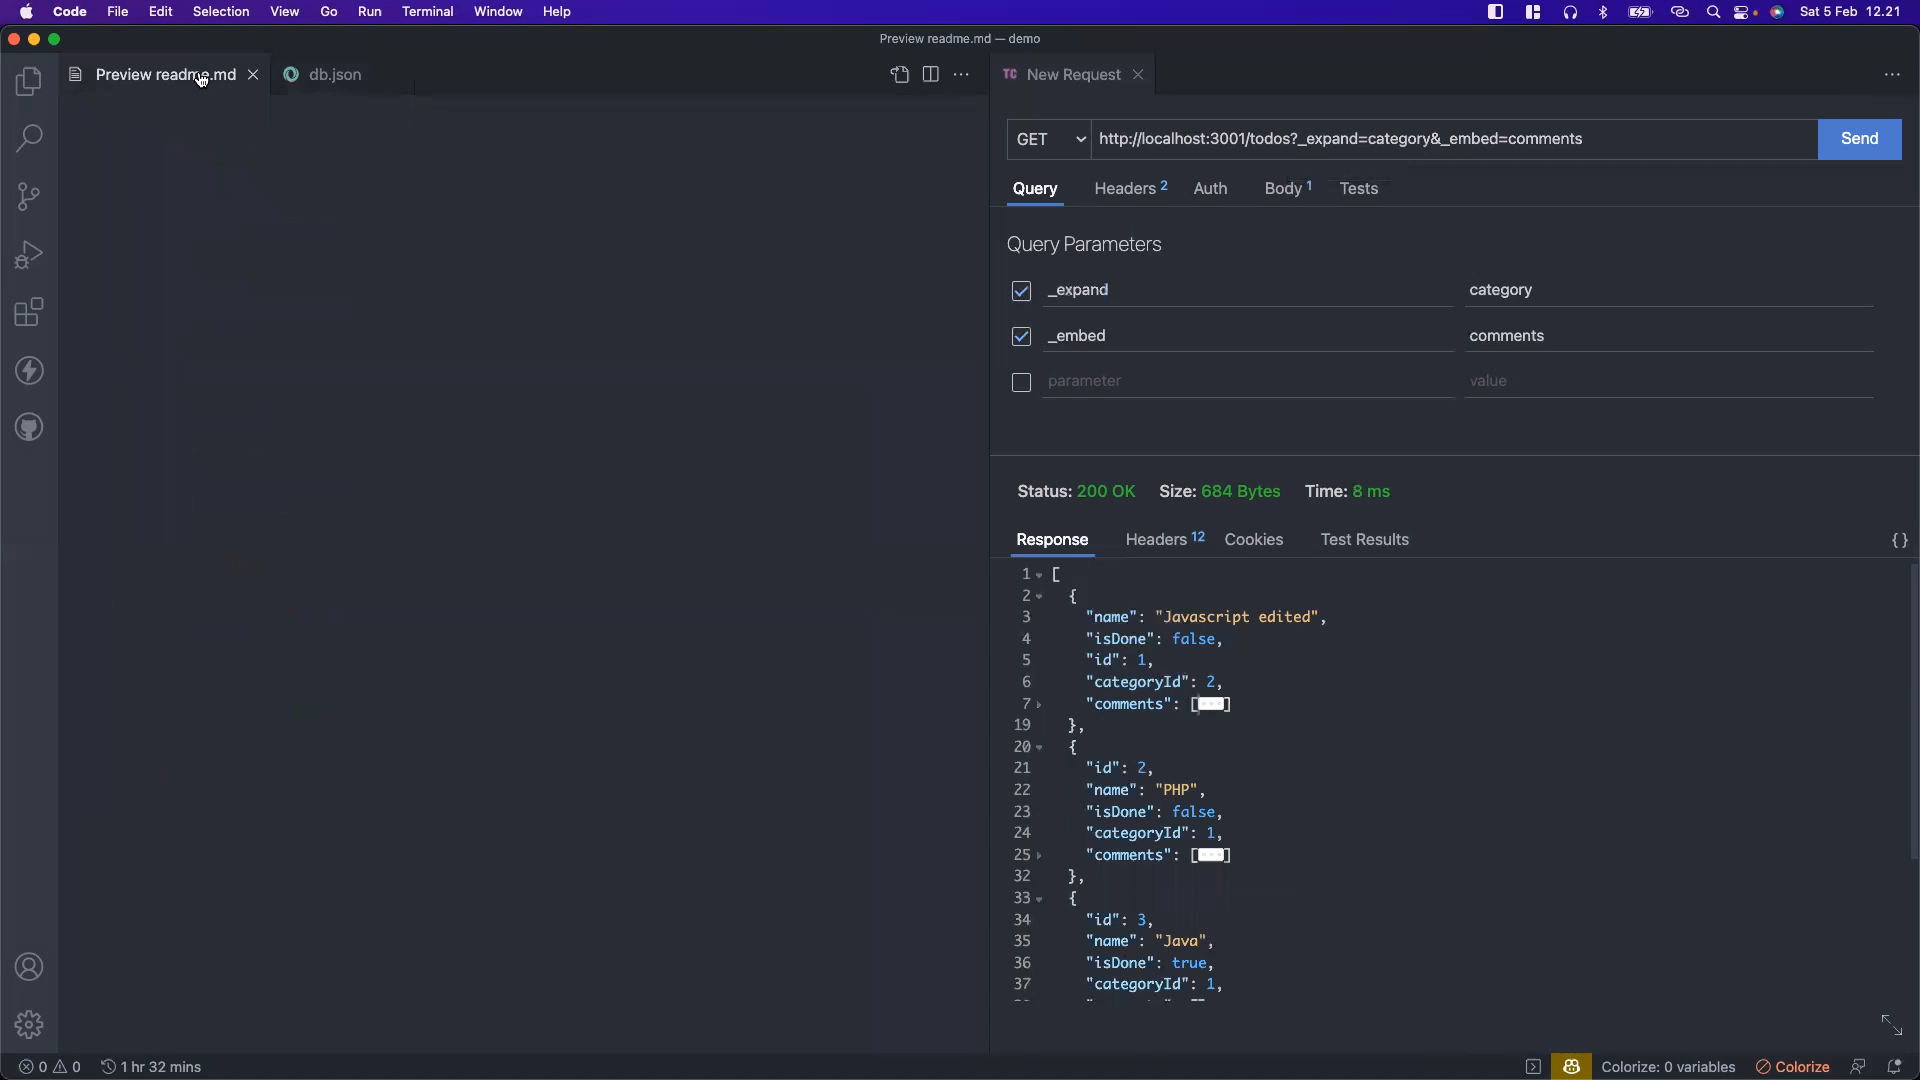 Code File Edit Selection View Go Run Terminal Window Help Sat 5 Feb 12.21
Preview readme.md — demo
Preview readme.md db.json
TC New Request
GET http://localhost:3001/todos?_expand=category&_embed=comments Send
Query Headers 2 Auth Body 1 Tests
Query Parameters
_expand category
_embed comments
parameter value
Status: 200 OK Size: 684 Bytes Time: 8 ms
Response Headers 12 Cookies Test Results {}
1 [
2 {
3 "name": "Javascript edited",
4 "isDone": false,
5 "id": 1,
6 "categoryId": 2,
7 "comments": [...]
19 },
20 {
21 "id": 2,
22 "name": "PHP",
23 "isDone": false,
24 "categoryId": 1,
25 "comments": [...]
32 },
33 {
34 "id": 3,
35 "name": "Java",
36 "isDone": true,
37 "categoryId": 1,
0 0 1 hr 32 mins Colorize: 0 variables Colorize